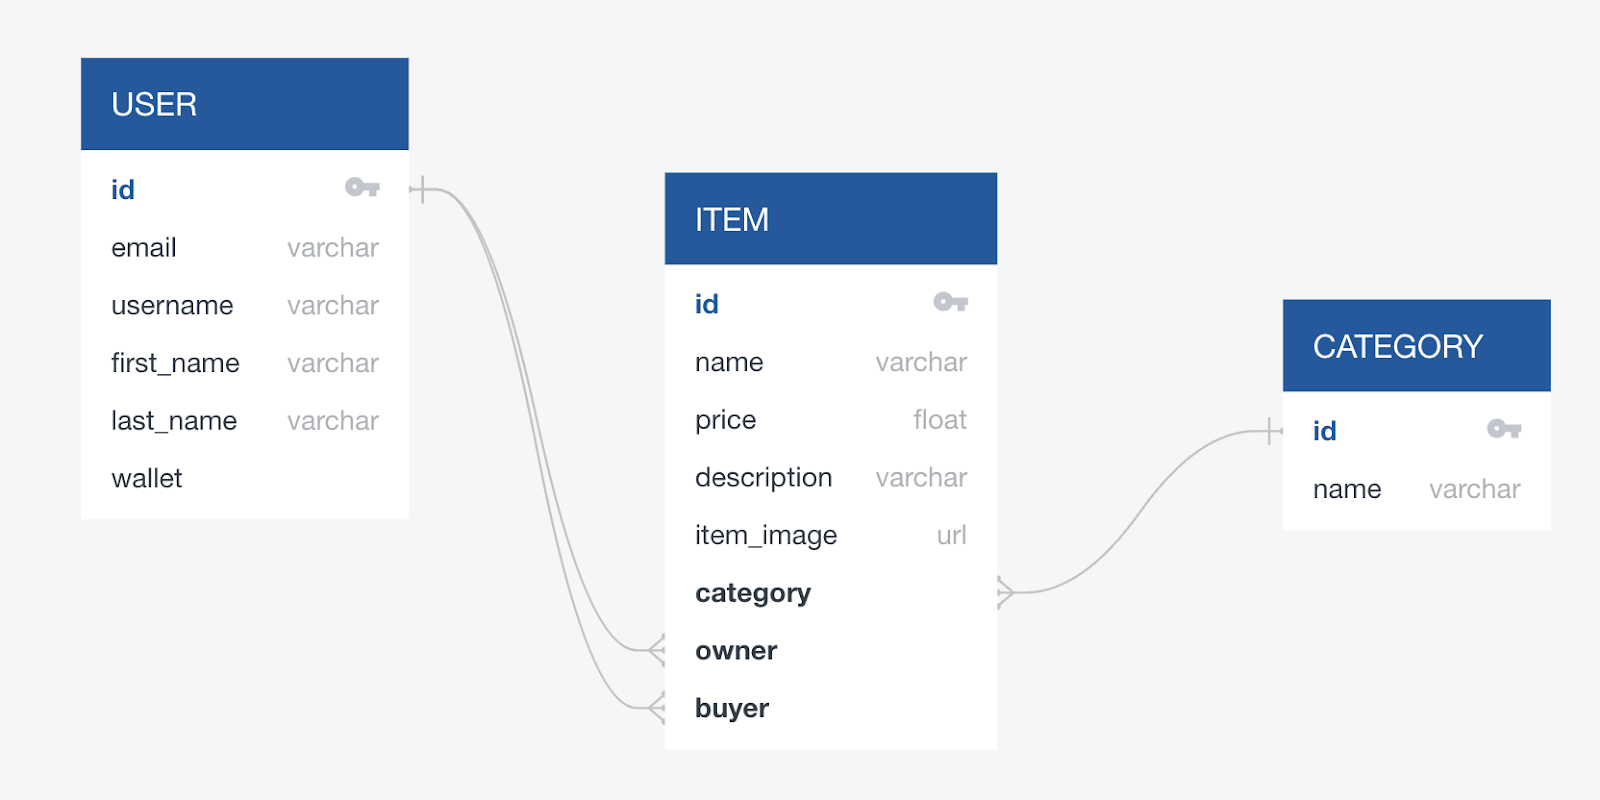 USER
id
email varchar
username varchar
first_name varchar
last_name varchar
wallet
ITEM
id
name varchar
price float
description varchar
item_image url
category
owner
buyer
CATEGORY
id
name varchar